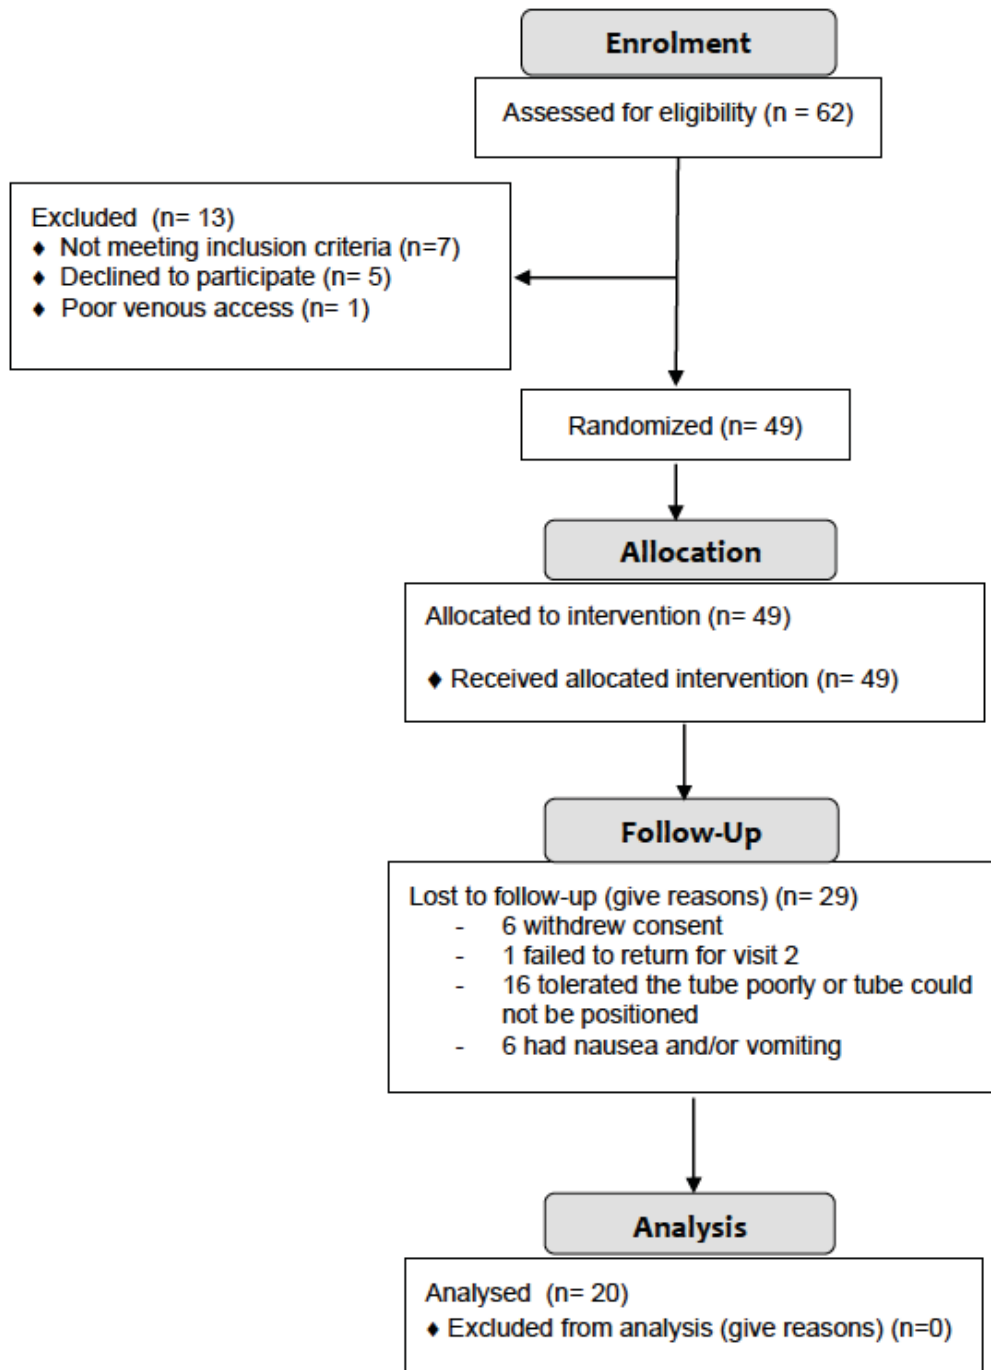 Enrolment
Assessed for eligibility (n = 62)
Excluded  (n= 13)
♦ Not meeting inclusion criteria (n=7)
♦ Declined to participate (n= 5)
♦ Poor venous access (n= 1)
Randomized (n= 49)
Allocation
Allocated to intervention (n= 49)
♦ Received allocated intervention (n= 49)
Follow-Up
Lost to follow-up (give reasons) (n= 29)
- 6 withdrew consent
- 1 failed to return for visit 2
- 16 tolerated the tube poorly or tube could
not be positioned
- 6 had nausea and/or vomiting
Analysis
Analysed  (n= 20)
♦ Excluded from analysis (give reasons) (n=0)